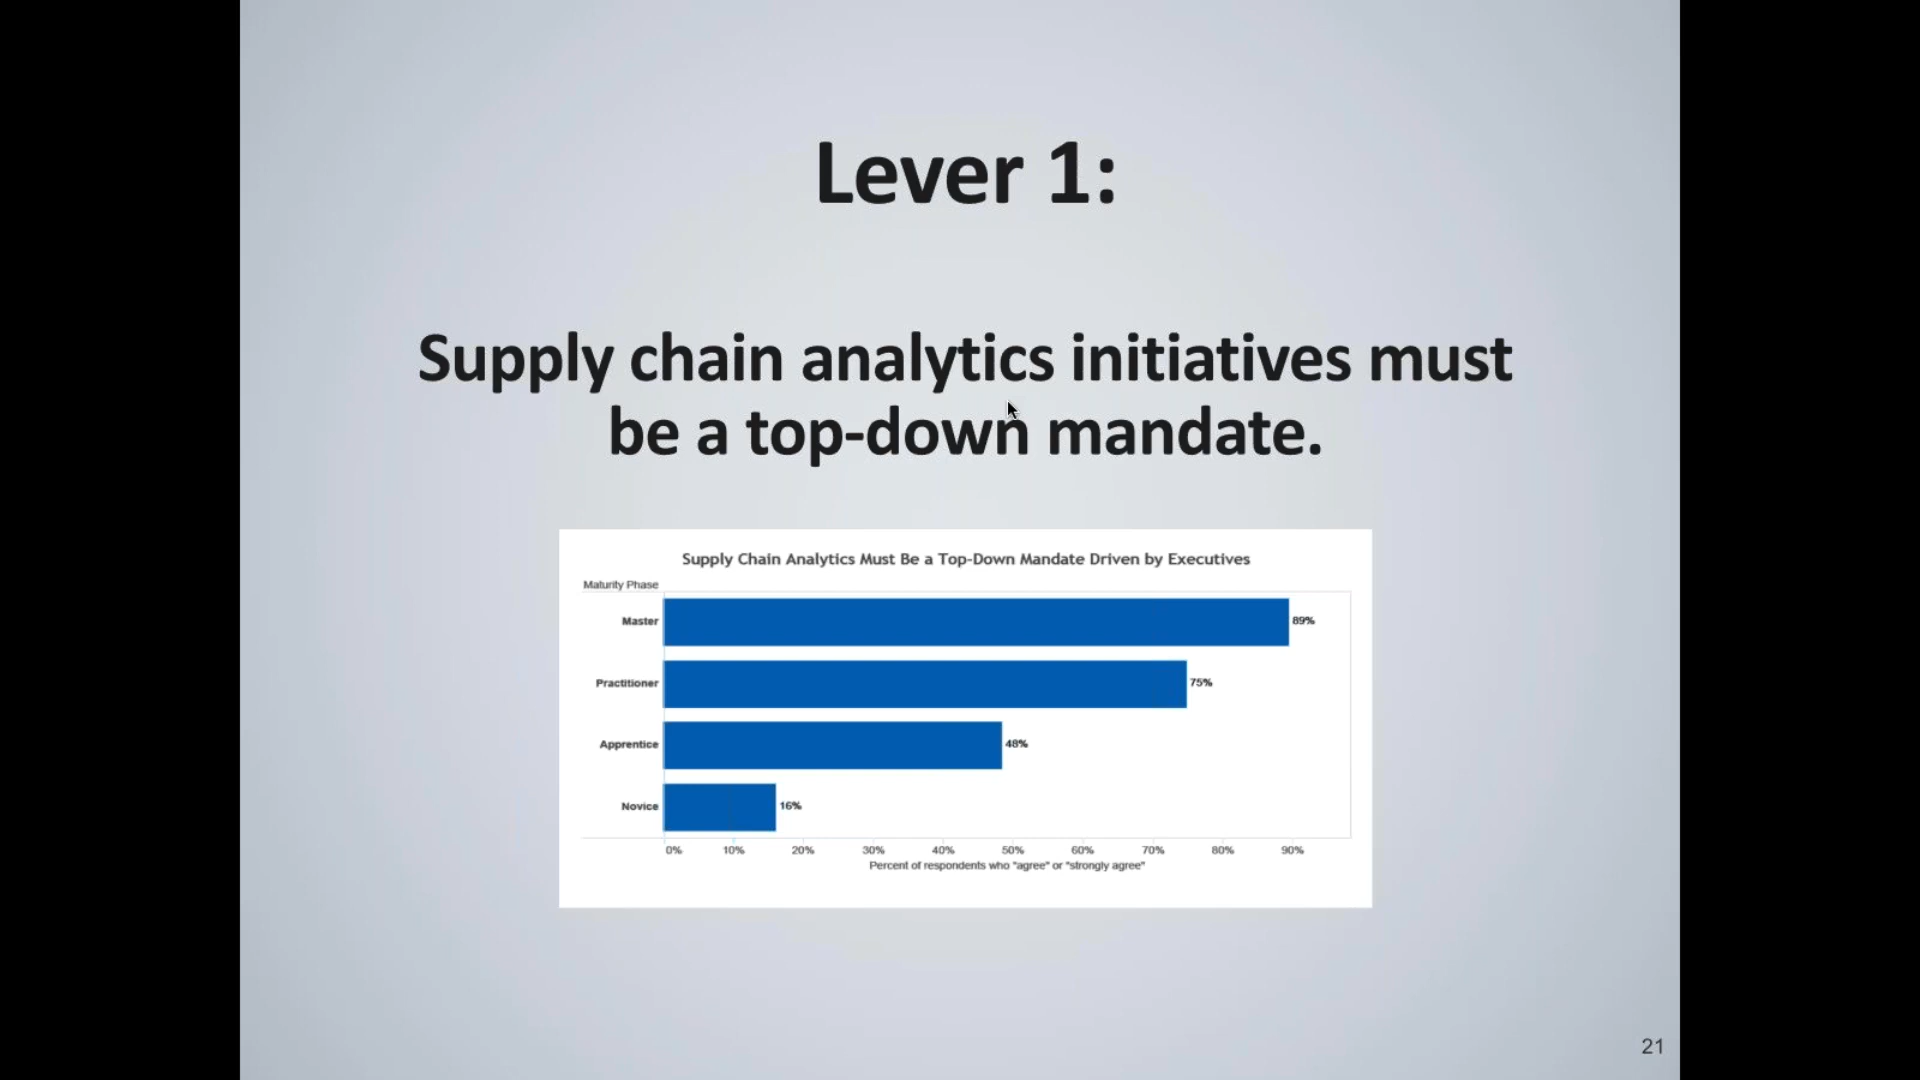 Lever 1:
Supply chain analytics initiatives must
be a top-down mandate.
Supply Chain Analytics Must Be a Top-Down Mandate Driven by Executives
Maturity Phase
Master
89%
Practitioner
75%
Apprentice
48%
Novice
16%
0% 10% 20% 30% 40% 50% 60% 70% 80% 90%
Percent of respondents who "agree" or "strongly agree"
21